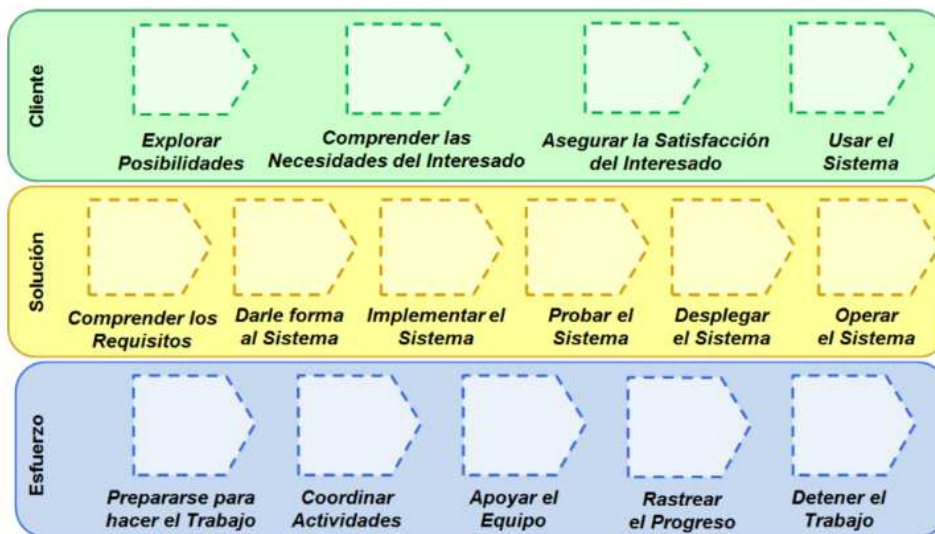 Cliente
Explorar
Posibilidades
Comprender las
Necesidades del Interesado
Asegurar la Satisfacción
del Interesado
Usar el
Sistema
Solución
Comprender los
Requisitos
Darle forma
al Sistema
Implementar el
Sistema
Probar el
Sistema
Desplegar
el Sistema
Operar
el Sistema
Esfuerzo
Prepararse para
hacer el Trabajo
Coordinar
Actividades
Apoyar el
Equipo
Rastrear
el Progreso
Detener el
Trabajo